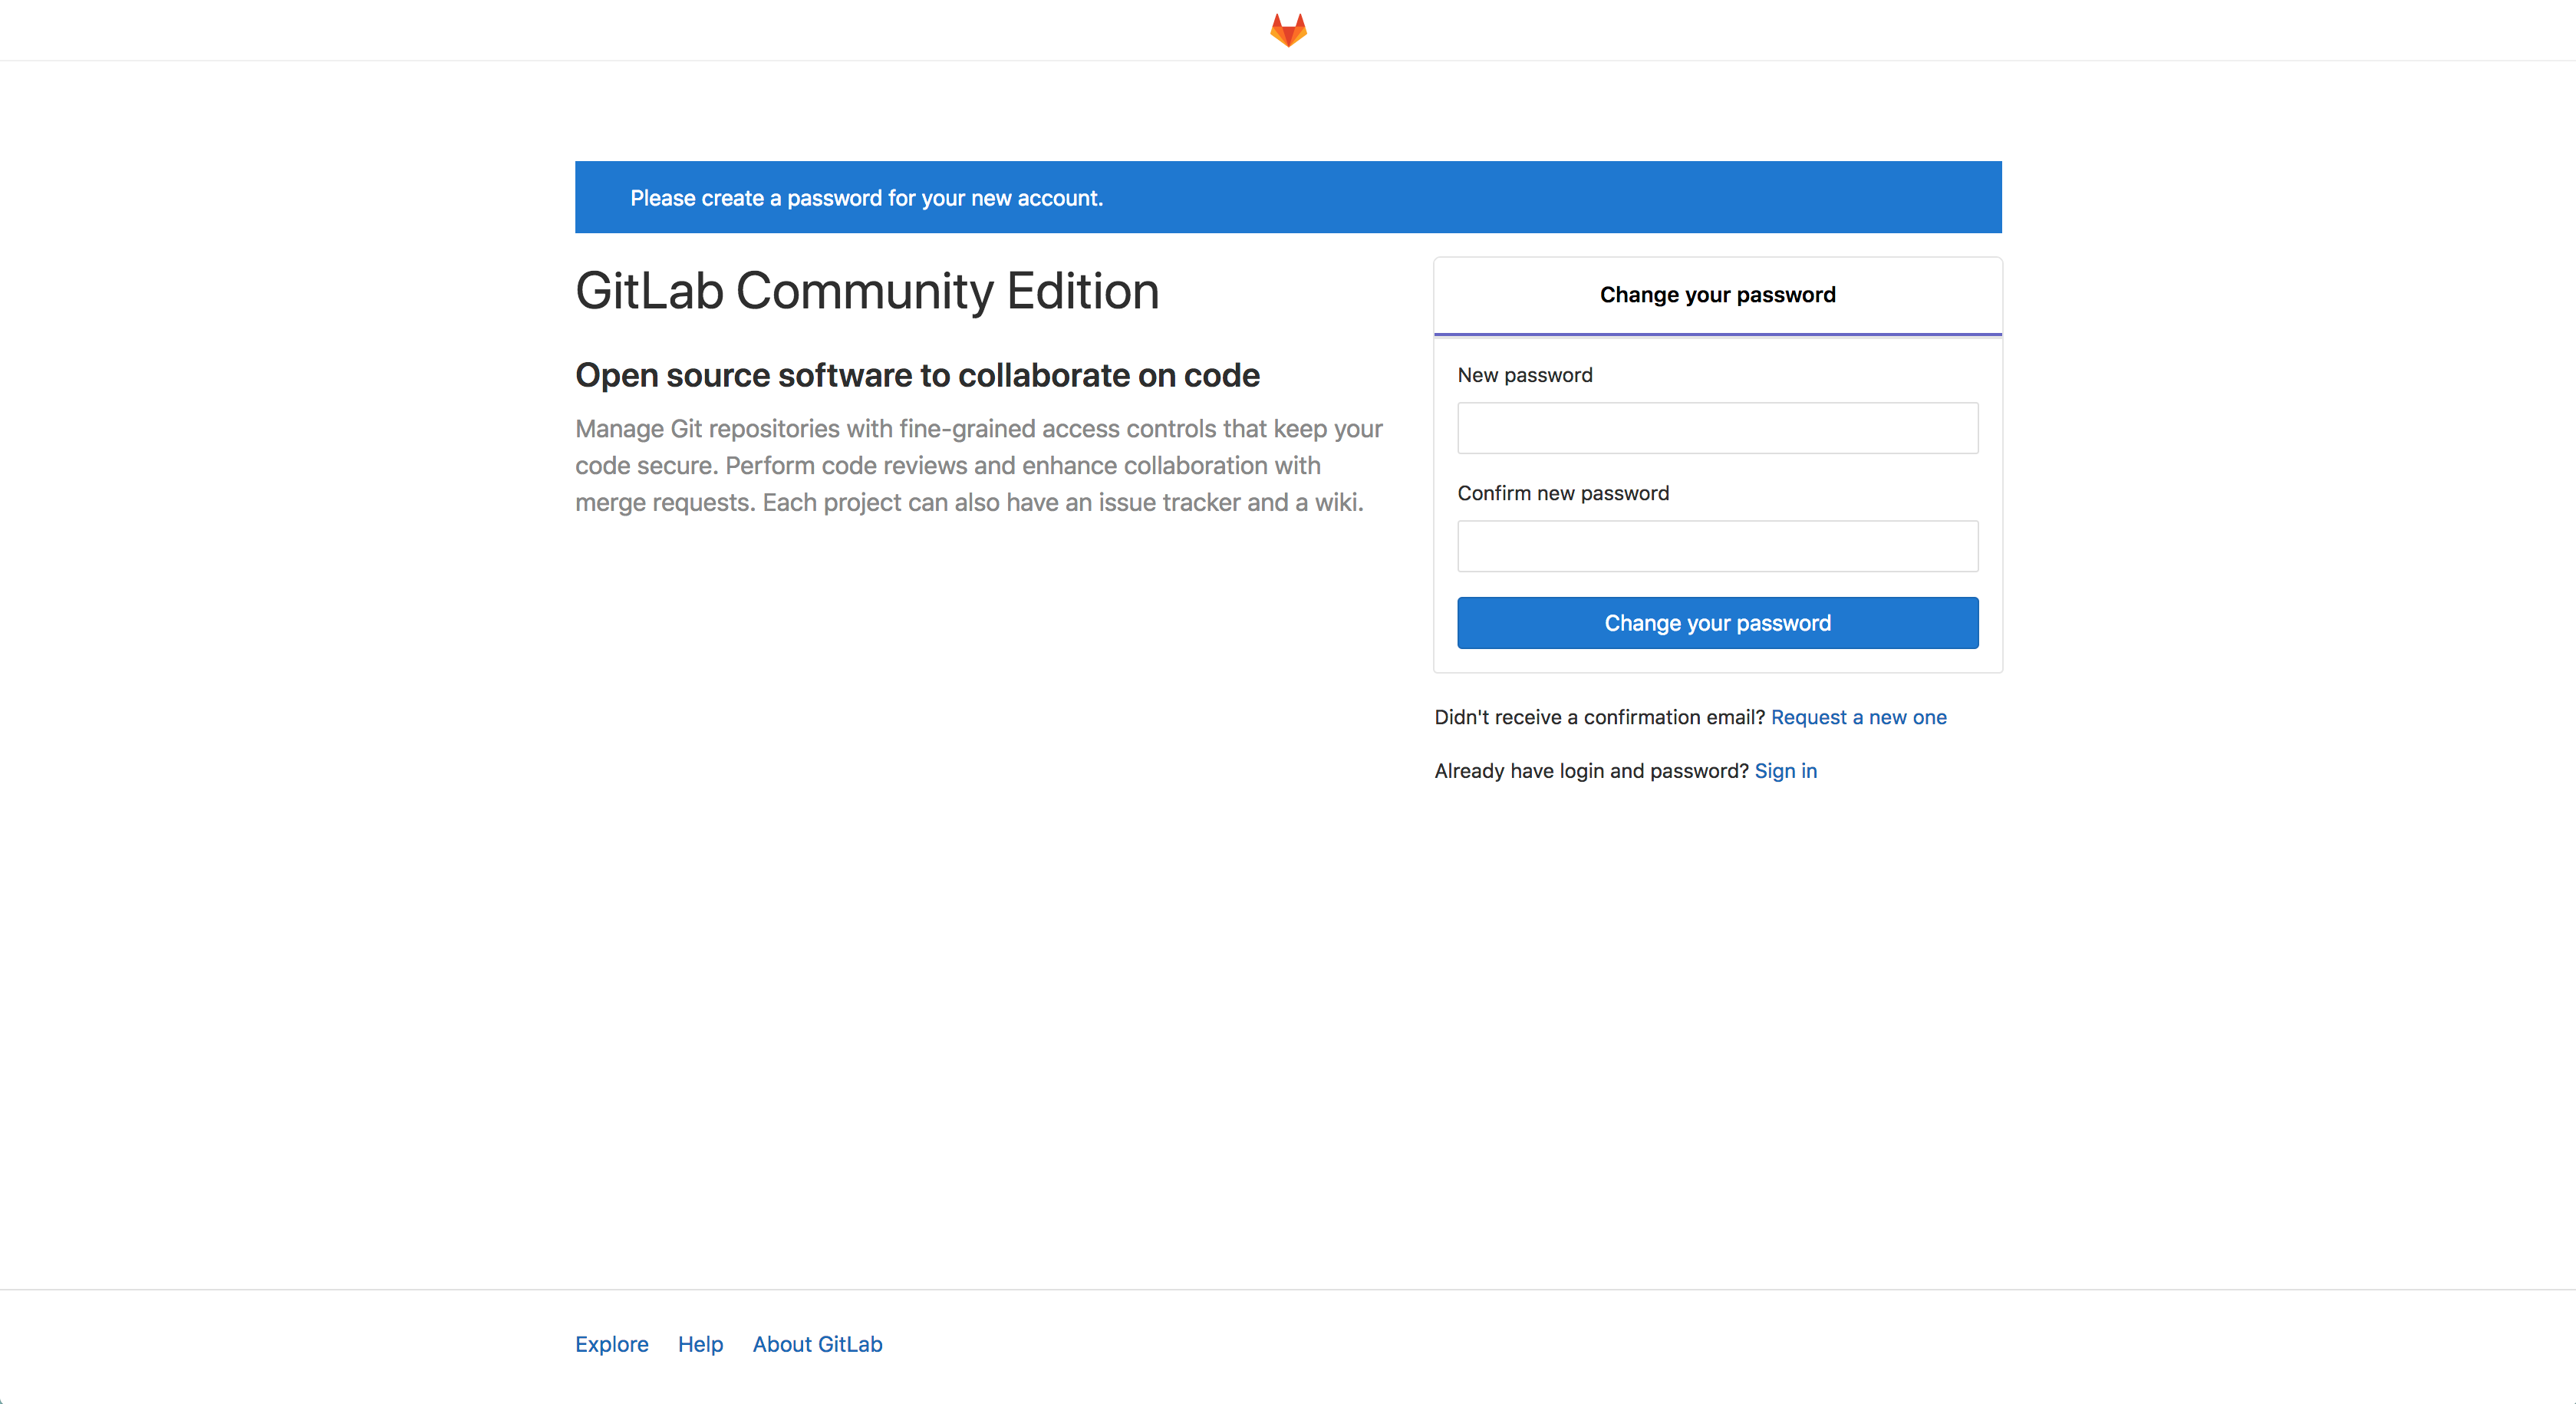 Please create a password for your new account.
GitLab Community Edition
Open source software to collaborate on code
Manage Git repositories with fine-grained access controls that keep your
code secure. Perform code reviews and enhance collaboration with
merge requests. Each project can also have an issue tracker and a wiki.
Change your password
New password
Confirm new password
Change your password
Didn't receive a confirmation email? Request a new one
Already have login and password? Sign in
Explore Help About GitLab